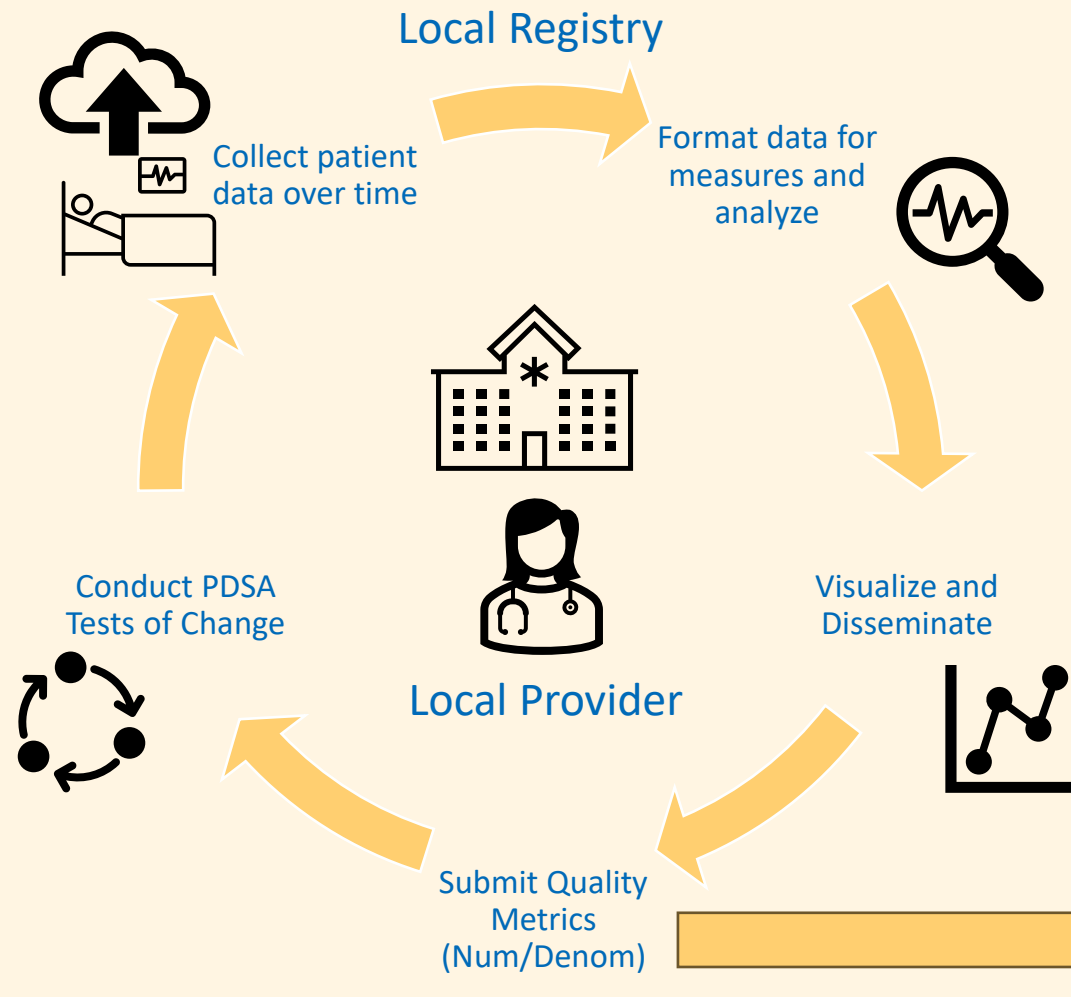 Local Registry
Collect patient
data over time
Format data for
measures and
analyze
Visualize and
Disseminate
Submit Quality
Metrics
(Num/Denom)
Conduct PDSA
Tests of Change
Local Provider